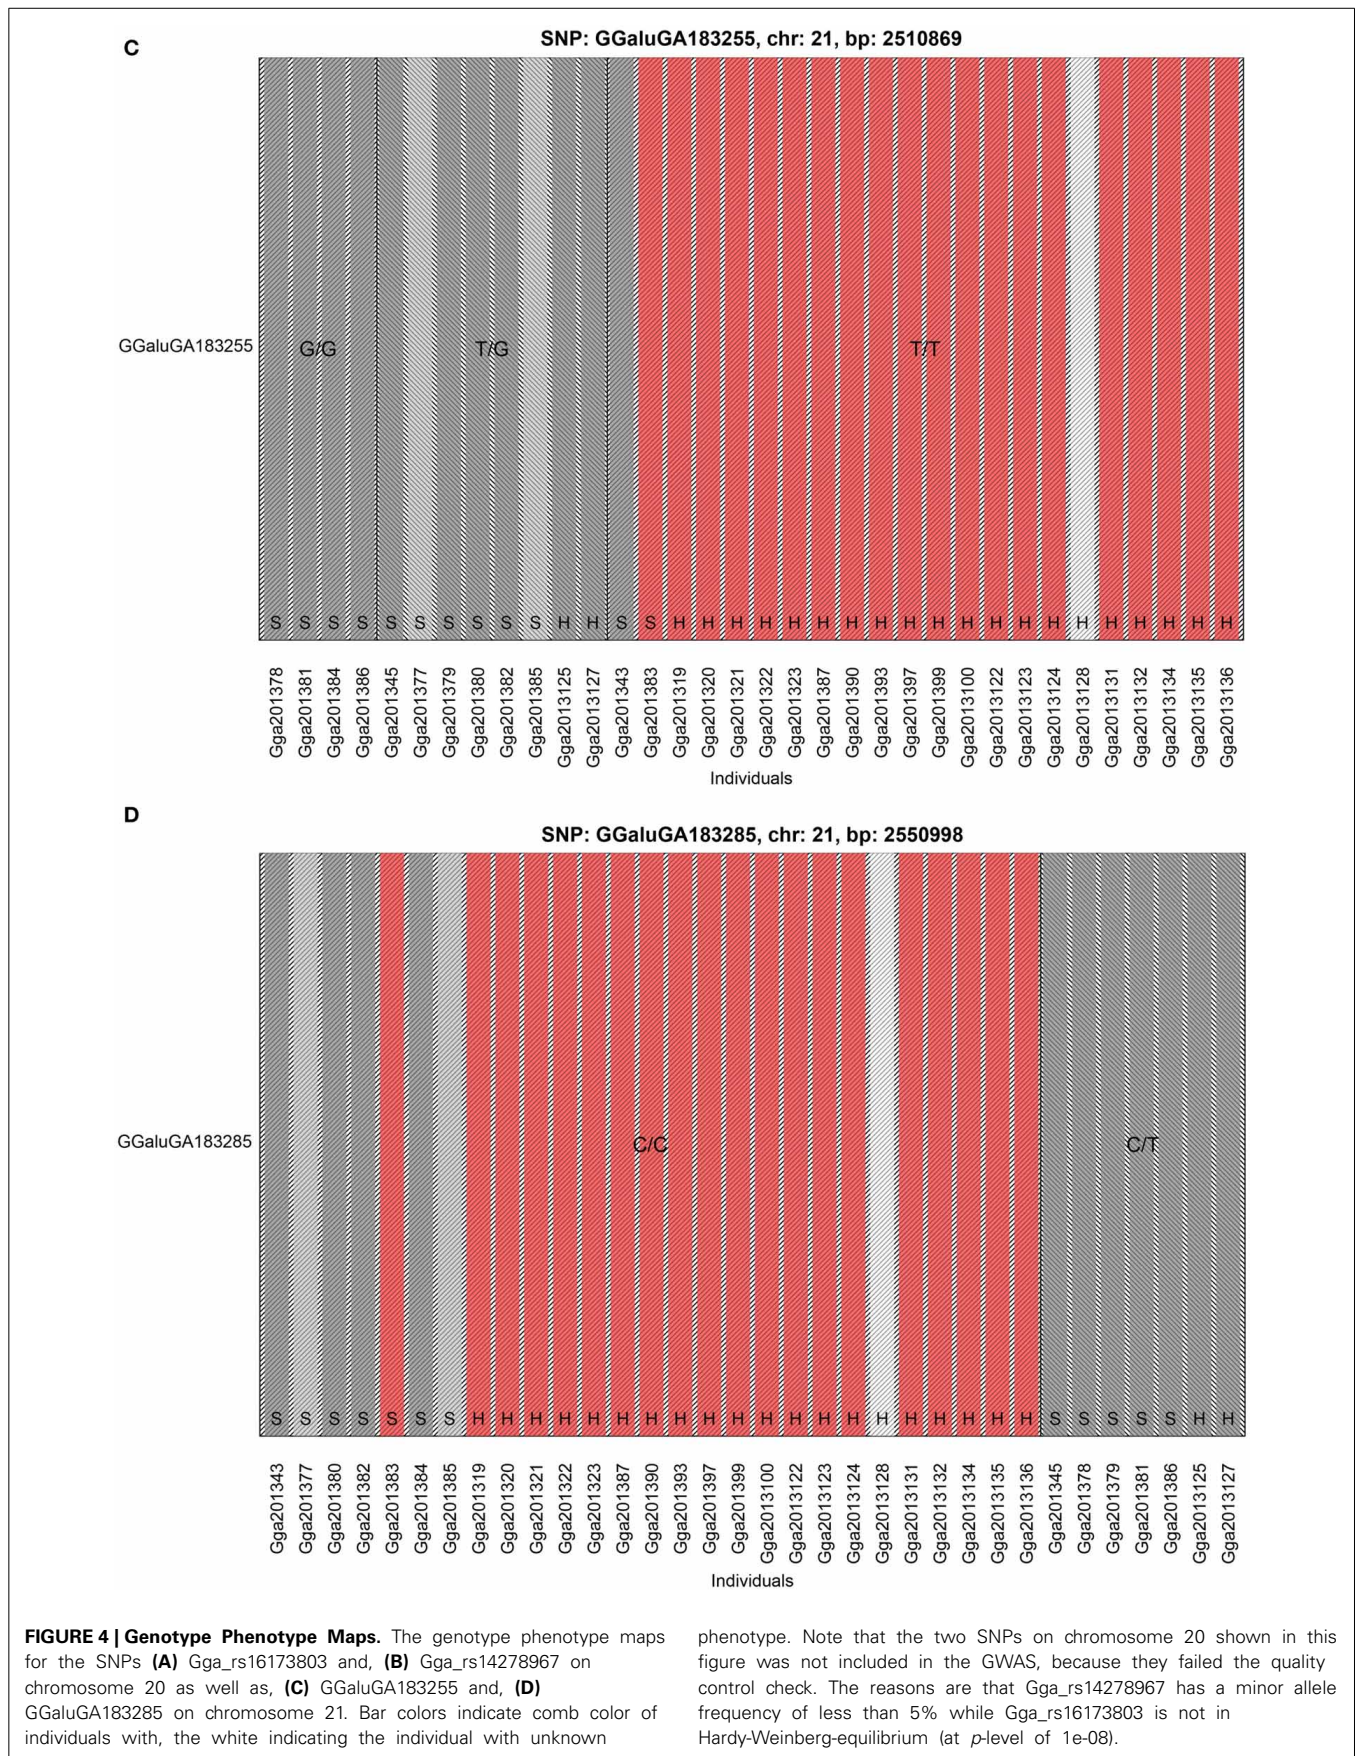 C
SNP: GGaluGA183255, chr: 21, bp: 2510869
GGaluGA183255
G/G T/G T/T
S S S S S S S S S S H H S S H H H H H H H H H H H H H H H H H H H H
Gga201378 Gga201381 Gga201384 Gga201386 Gga201345 Gga201377 Gga201379 Gga201380 Gga201382 Gga201385 Gga2013125 Gga2013127 Gga201343 Gga201383 Gga201319 Gga201320 Gga201321 Gga201322 Gga201323 Gga201387 Gga201390 Gga201393 Gga201397 Gga201399 Gga2013100 Gga2013122 Gga2013123 Gga2013124 Gga2013128 Gga2013131 Gga2013132 Gga2013134 Gga2013135 Gga2013136
Individuals
D
SNP: GGaluGA183285, chr: 21, bp: 2550998
GGaluGA183285
C/C C/T
S S S S S S S H H H H H H H H H H H H H H H H H H H H S S S S S H H
Gga201343 Gga201377 Gga201380 Gga201382 Gga201383 Gga201384 Gga201385 Gga201319 Gga201320 Gga201321 Gga201322 Gga201323 Gga201387 Gga201390 Gga201393 Gga201397 Gga201399 Gga2013100 Gga2013122 Gga2013123 Gga2013124 Gga2013128 Gga2013131 Gga2013132 Gga2013134 Gga2013135 Gga2013136 Gga201345 Gga201378 Gga201379 Gga201381 Gga201386 Gga2013125 Gga2013127
Individuals
FIGURE 4 | Genotype Phenotype Maps. The genotype phenotype maps
for the SNPs (A) Gga_rs16173803 and, (B) Gga_rs14278967 on
chromosome 20 as well as, (C) GGaluGA183255 and, (D)
GGaluGA183285 on chromosome 21. Bar colors indicate comb color of
individuals with, the white indicating the individual with unknown
phenotype. Note that the two SNPs on chromosome 20 shown in this
figure was not included in the GWAS, because they failed the quality
control check. The reasons are that Gga_rs14278967 has a minor allele
frequency of less than 5% while Gga_rs16173803 is not in
Hardy-Weinberg-equilibrium (at p-level of 1e-08).